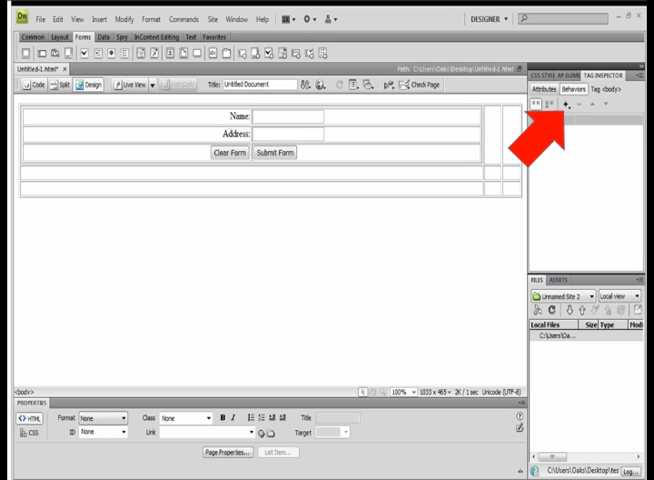 Dw File Edit View Insert Modify Format Commands Site Window Help DESIGNER
Common Layout Forms Data Spry InContext Editing Text Favorites
Untitled-1.html* × Path: C:\Users\Oaks\Desktop\Untitled-1.html
Code Split Design Live View Title: Untitled Document Check Page
CSS STYLE AP ELEME TAG INSPECTOR
Attributes Behaviors Tag <body>
Name:
Address:
Clear Form Submit Form
FILES ASSETS
Unnamed Site 2 Local view
Local Files Size Type Modi
C:\Users\Oa...
<body> 100% 1033 x 465 2K / 1 sec Unicode (UTF-8)
PROPERTIES
<> HTML Format None Class None B I Title
CSS ID None Link Target
Page Properties... List Item...
C:\Users\Oaks\Desktop\tes Log...